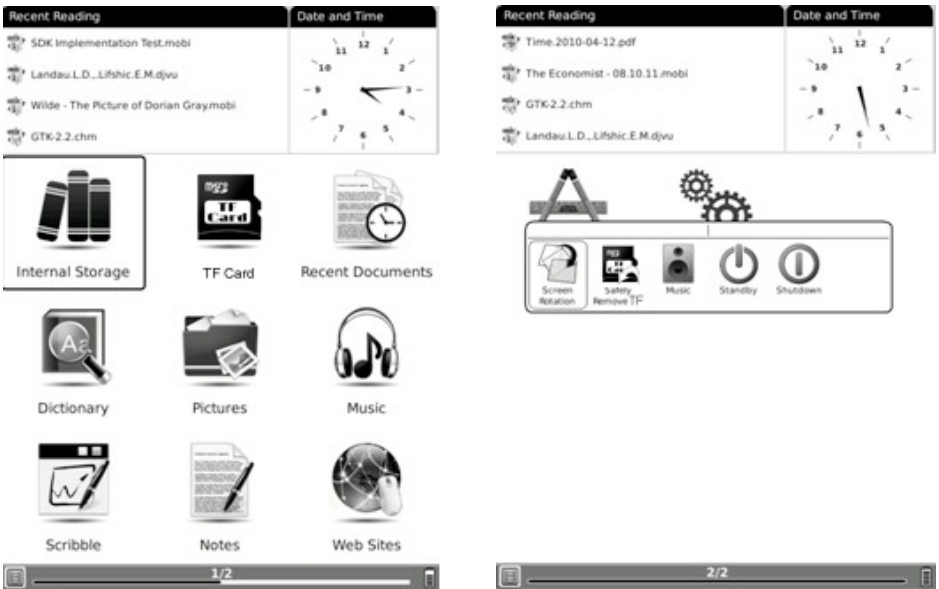 Recent Reading
Date and Time
SDK Implementation Test.mobi
Landau.L.D.,.Lifshic.E.M.djvu
Wilde - The Picture of Dorian Gray.mobi
GTK-2.2.chm
12
11 1
10 2
9 3
8 4
7 5
6
Internal Storage
micro
TF
Card
TF Card
Recent Documents
Aa
Dictionary
Pictures
Music
Scribble
Notes
Web Sites
1/2
Recent Reading
Date and Time
Time.2010-04-12.pdf
The Economist - 08.10.11.mobi
GTK-2.2.chm
Landau.L.D.,.Lifshic.E.M.djvu
12
11 1
10 2
9 3
8 4
7 5
6
Screen
Rotation
Safely
Remove TF
Music
Standby
Shutdown
2/2